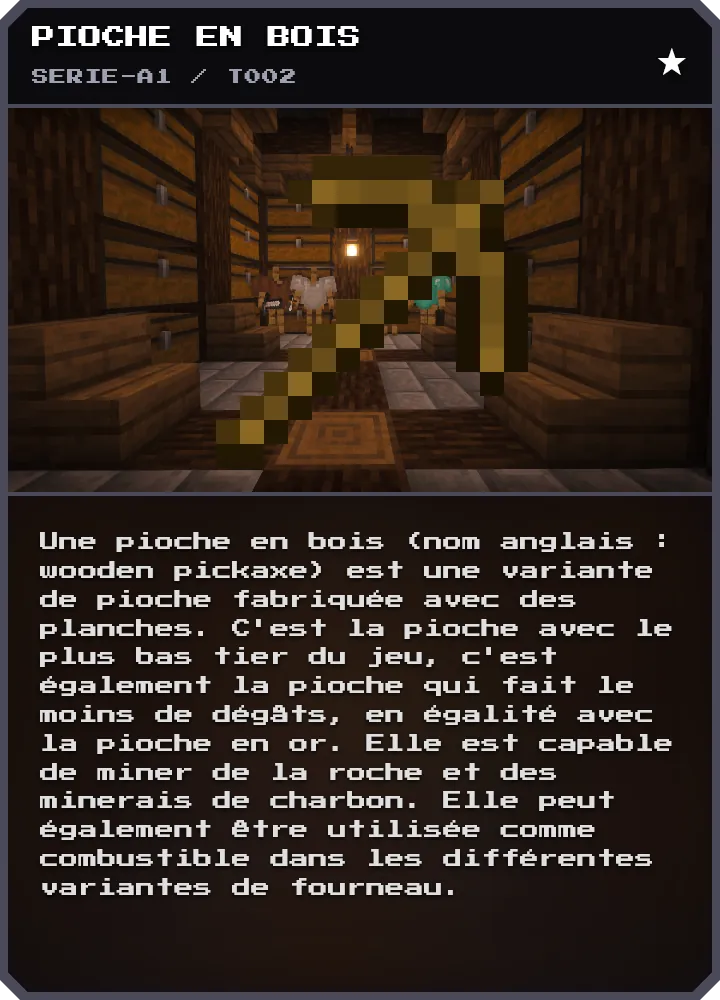 PIOCHE EN BOIS
SERIE-A1 / T002
Une pioche en bois (nom anglais :
wooden pickaxe) est une variante
de pioche fabriquée avec des
planches. C'est la pioche avec le
plus bas tier du jeu, c'est
également la pioche qui fait le
moins de dégâts, en égalité avec
la pioche en or. Elle est capable
de miner de la roche et des
minerais de charbon. Elle peut
également être utilisée comme
combustible dans les différentes
variantes de fourneau.